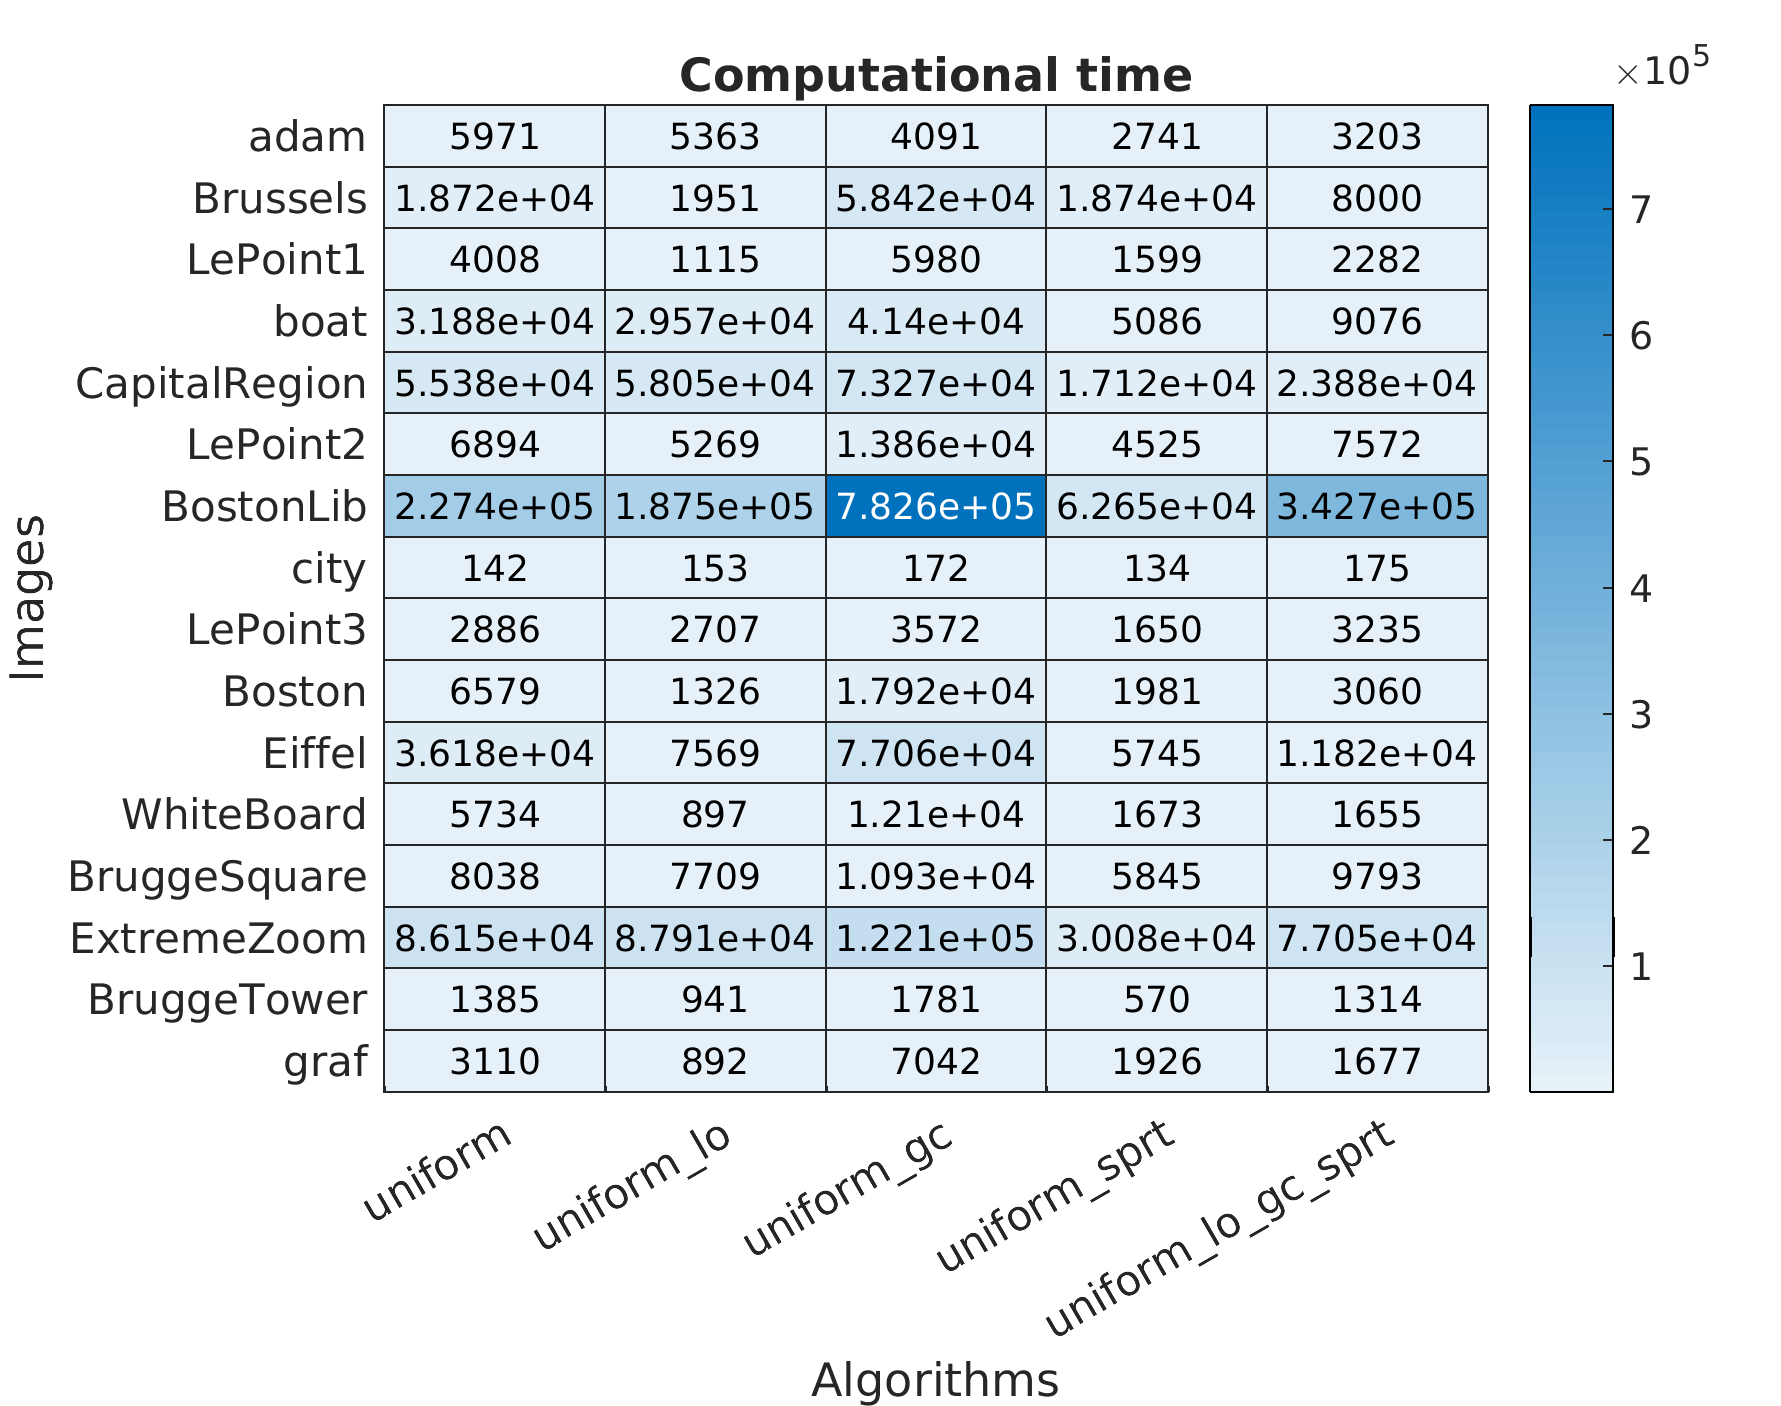 Computational time
×10^5
adam 5971 5363 4091 2741 3203
Brussels 1.872e+04 1951 5.842e+04 1.874e+04 8000
LePoint1 4008 1115 5980 1599 2282
boat 3.188e+04 2.957e+04 4.14e+04 5086 9076
CapitalRegion 5.538e+04 5.805e+04 7.327e+04 1.712e+04 2.388e+04
LePoint2 6894 5269 1.386e+04 4525 7572
BostonLib 2.274e+05 1.875e+05 7.826e+05 6.265e+04 3.427e+05
city 142 153 172 134 175
LePoint3 2886 2707 3572 1650 3235
Boston 6579 1326 1.792e+04 1981 3060
Eiffel 3.618e+04 7569 7.706e+04 5745 1.182e+04
WhiteBoard 5734 897 1.21e+04 1673 1655
BruggeSquare 8038 7709 1.093e+04 5845 9793
ExtremeZoom 8.615e+04 8.791e+04 1.221e+05 3.008e+04 7.705e+04
BruggeTower 1385 941 1781 570 1314
graf 3110 892 7042 1926 1677
uniform uniform_lo uniform_gc uniform_sprt uniform_lo_gc_sprt
Algorithms
Images
7
6
5
4
3
2
1